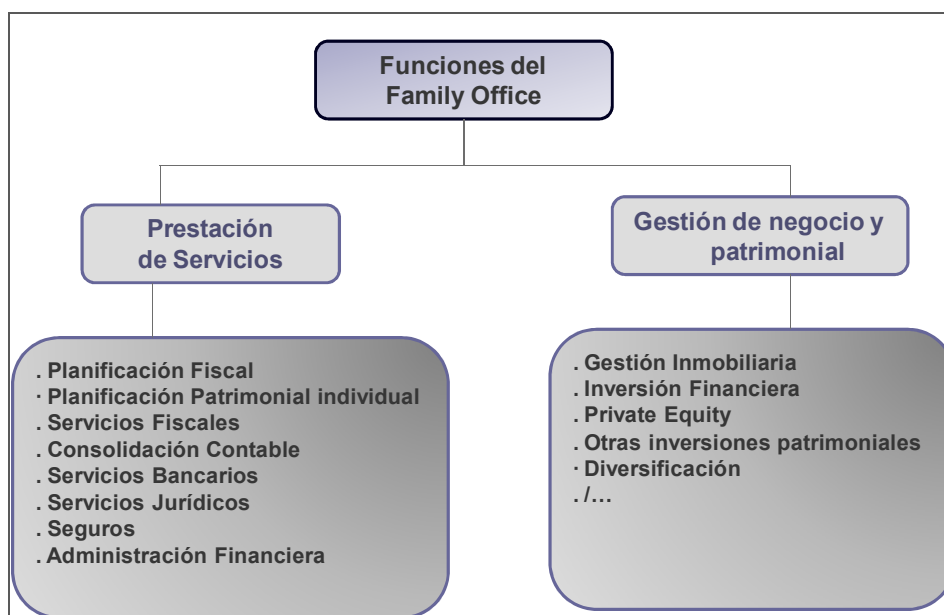 Funciones del
Family Office
Prestación
de Servicios
Gestión de negocio y
patrimonial
. Planificación Fiscal
· Planificación Patrimonial individual
. Servicios Fiscales
. Consolidación Contable
. Servicios Bancarios
. Servicios Jurídicos
. Seguros
. Administración Financiera
. Gestión Inmobiliaria
. Inversión Financiera
. Private Equity
. Otras inversiones patrimoniales
· Diversificación
. /…